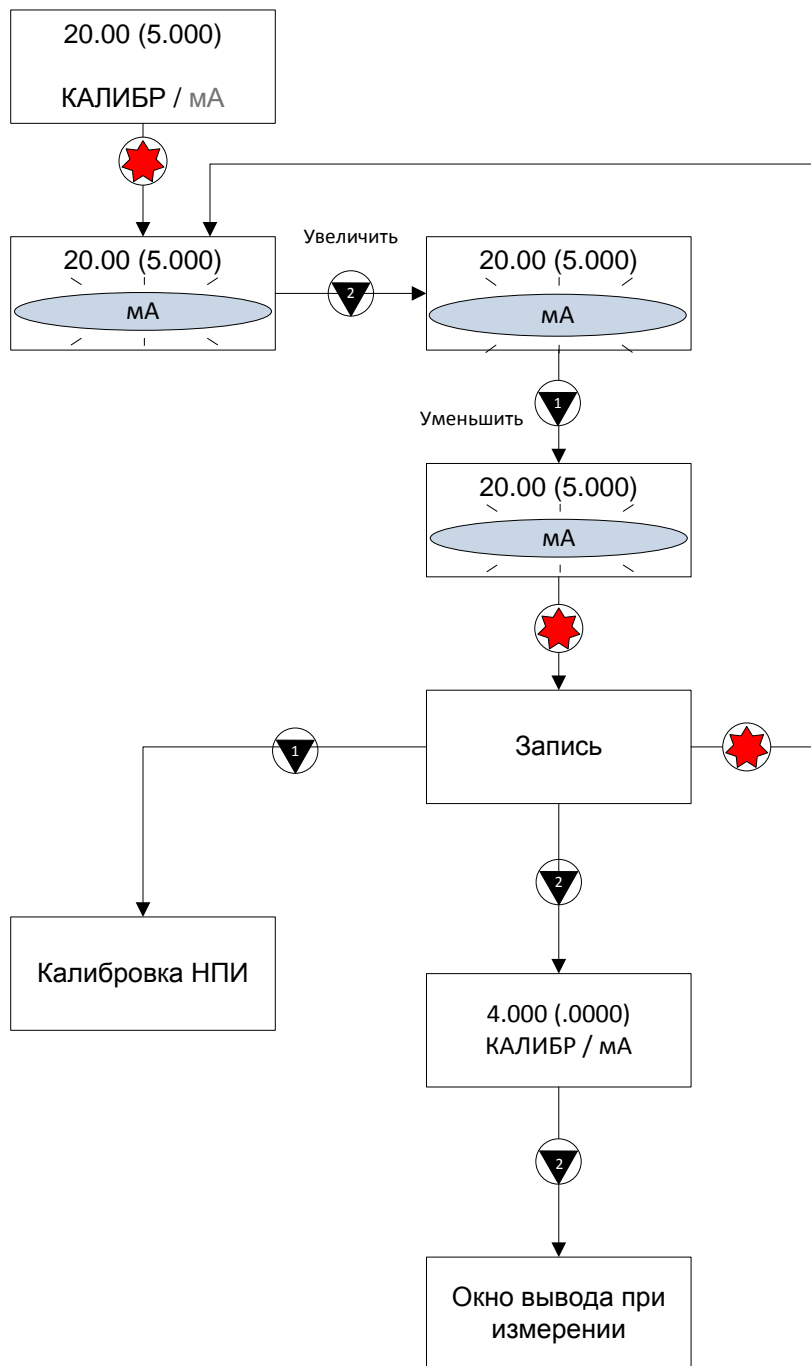 20.00 (5.000)
КАЛИБР / мА
20.00 (5.000)
мА
Увеличить
2
20.00 (5.000)
мА
1
Уменьшить
20.00 (5.000)
мА
Запись
1
2
Калибровка НПИ
4.000 (.0000)
КАЛИБР / мА
2
Окно вывода при
измерении